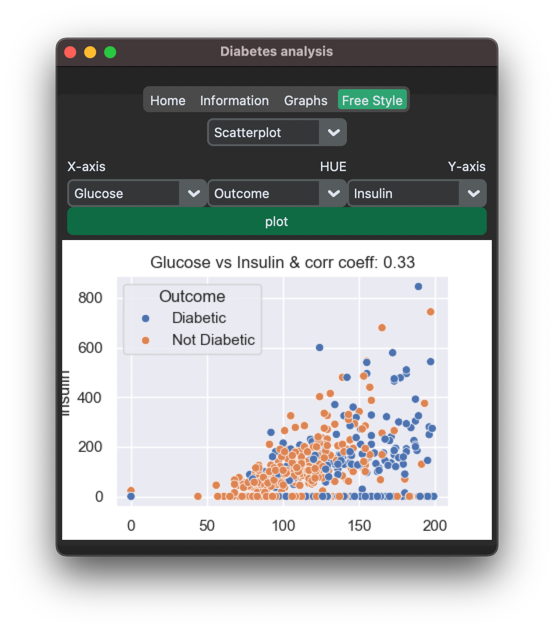 Diabetes analysis
Home Information Graphs Free Style
Scatterplot
X-axis HUE Y-axis
Glucose Outcome Insulin
plot
Glucose vs Insulin & corr coeff: 0.33
Outcome
Diabetic
Not Diabetic
800
600
400
200
0
Insulin
0 50 100 150 200